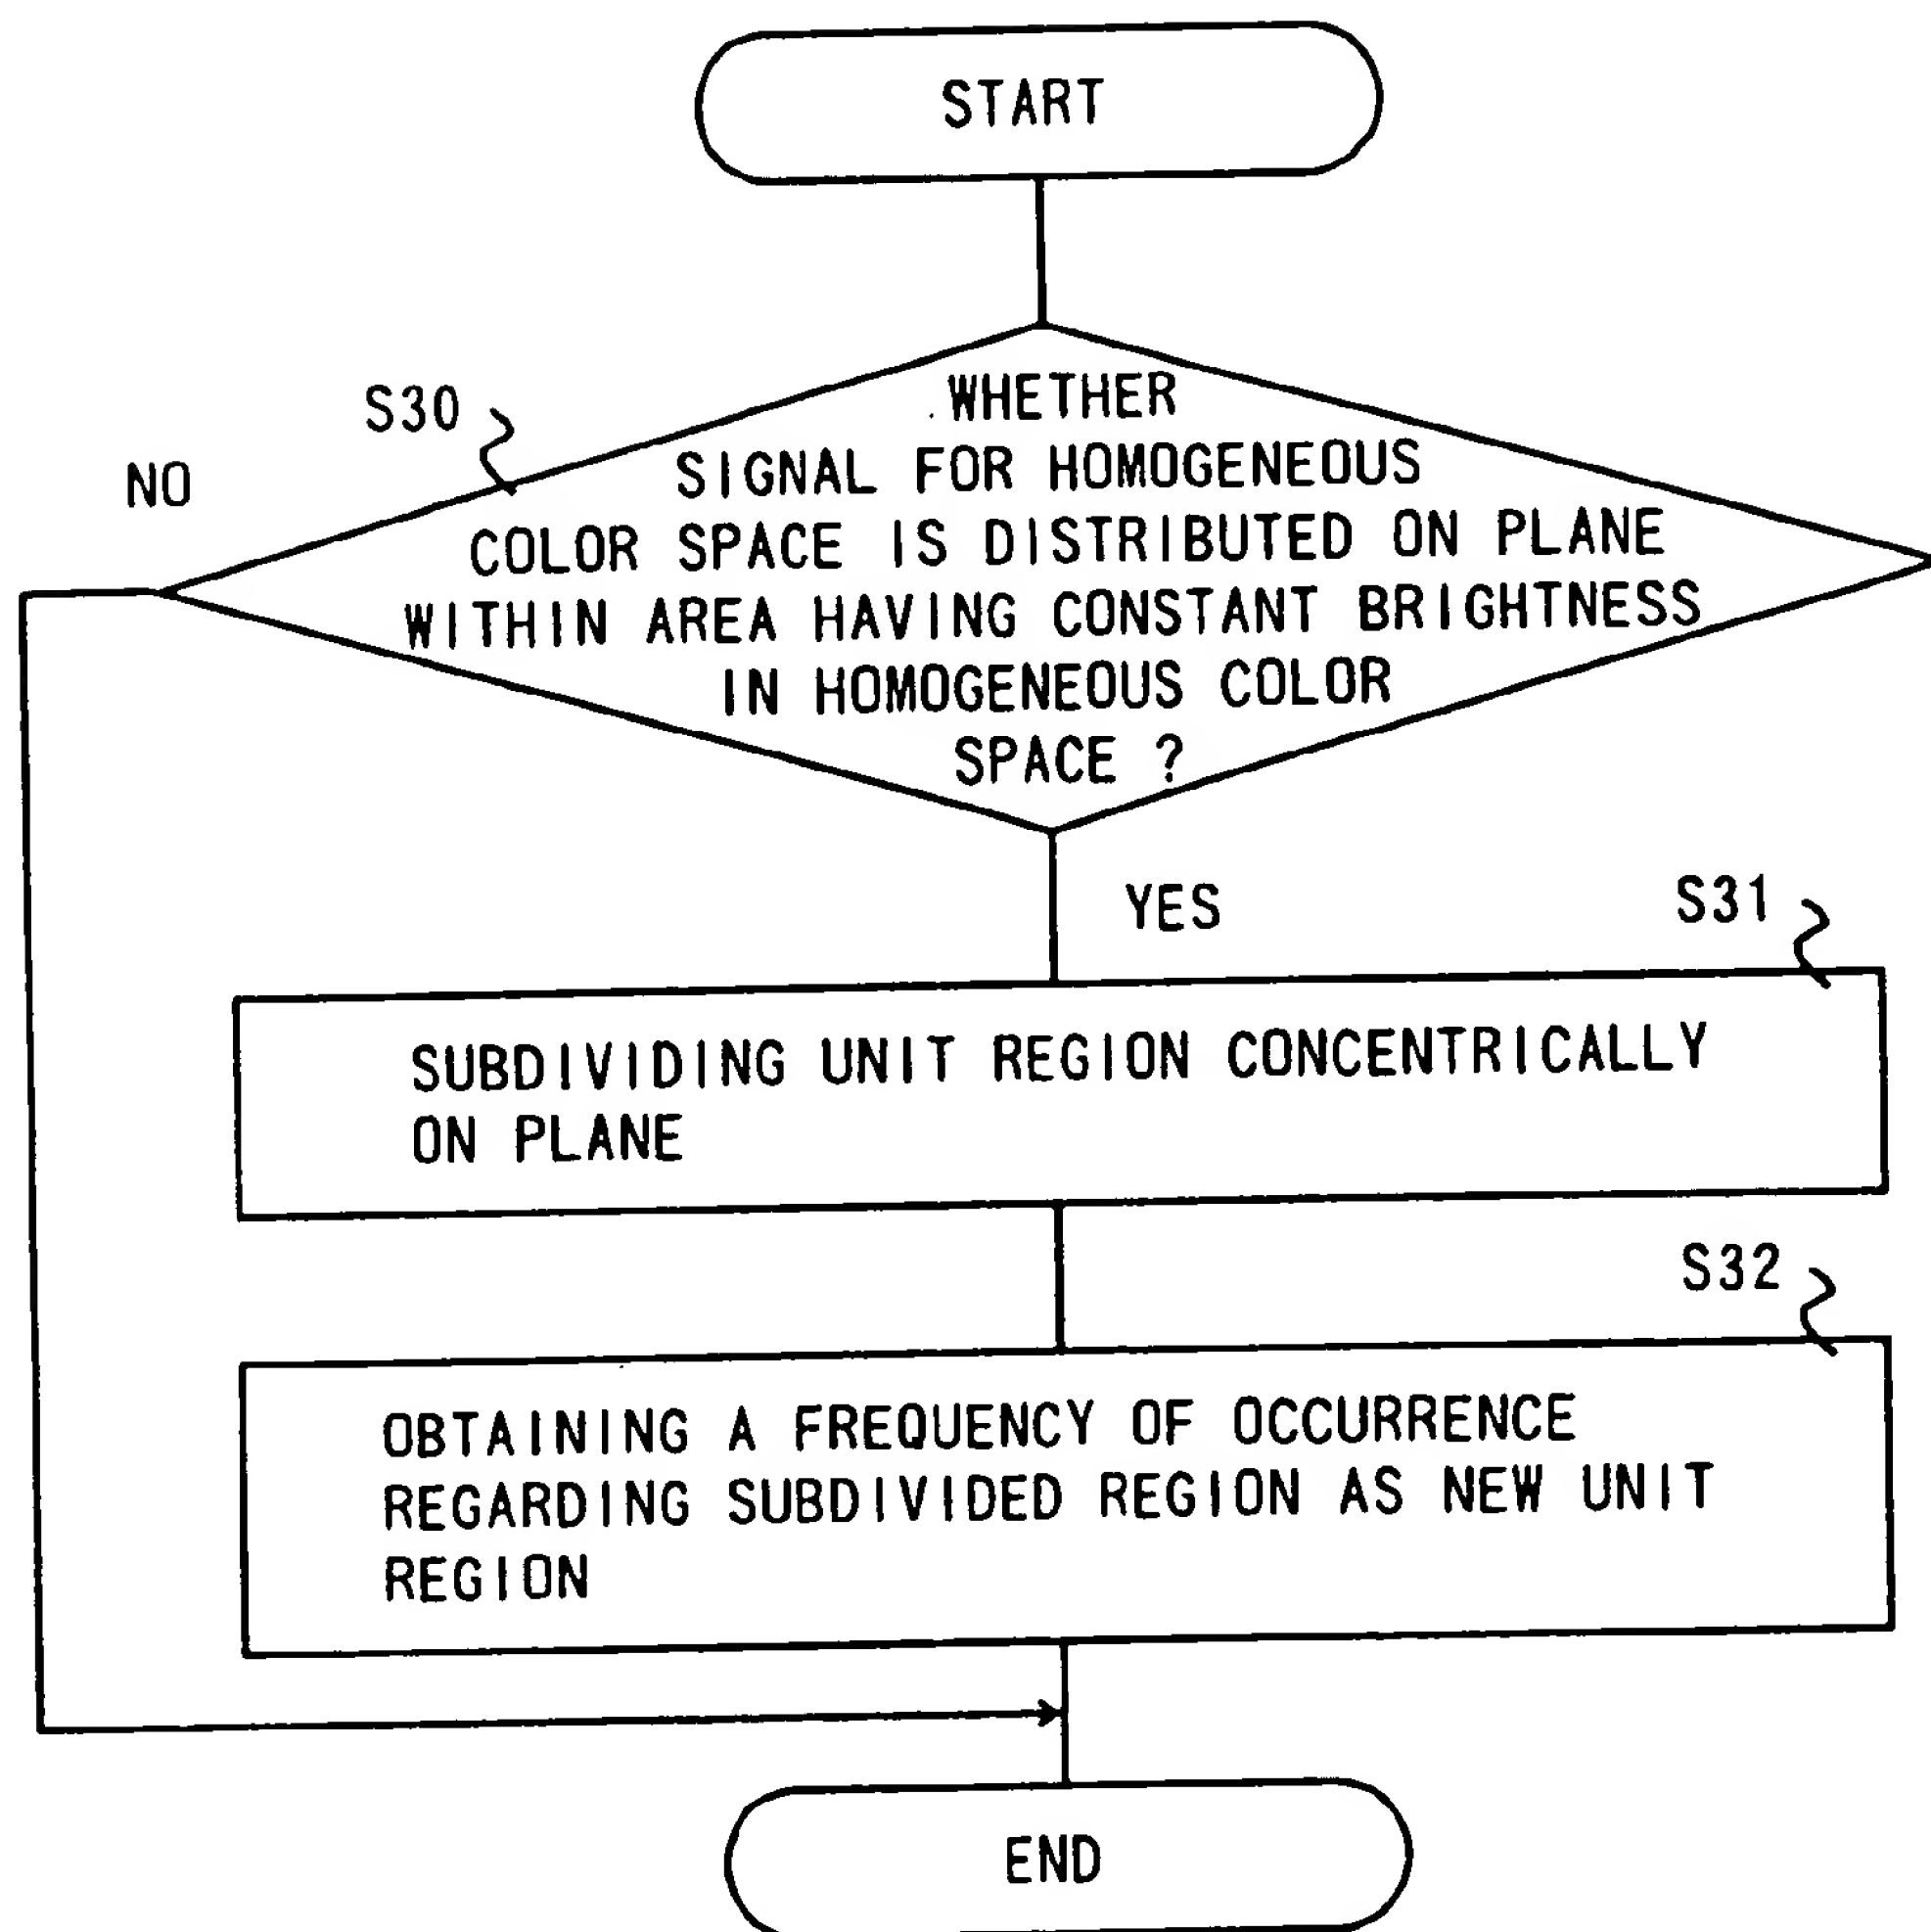 START
S30
NO
WHETHER
SIGNAL FOR HOMOGENEOUS
COLOR SPACE IS DISTRIBUTED ON PLANE
WITHIN AREA HAVING CONSTANT BRIGHTNESS
IN HOMOGENEOUS COLOR
SPACE ?
YES
S31
SUBDIVIDING UNIT REGION CONCENTRICALLY
ON PLANE
S32
OBTAINING A FREQUENCY OF OCCURRENCE
REGARDING SUBDIVIDED REGION AS NEW UNIT
REGION
END